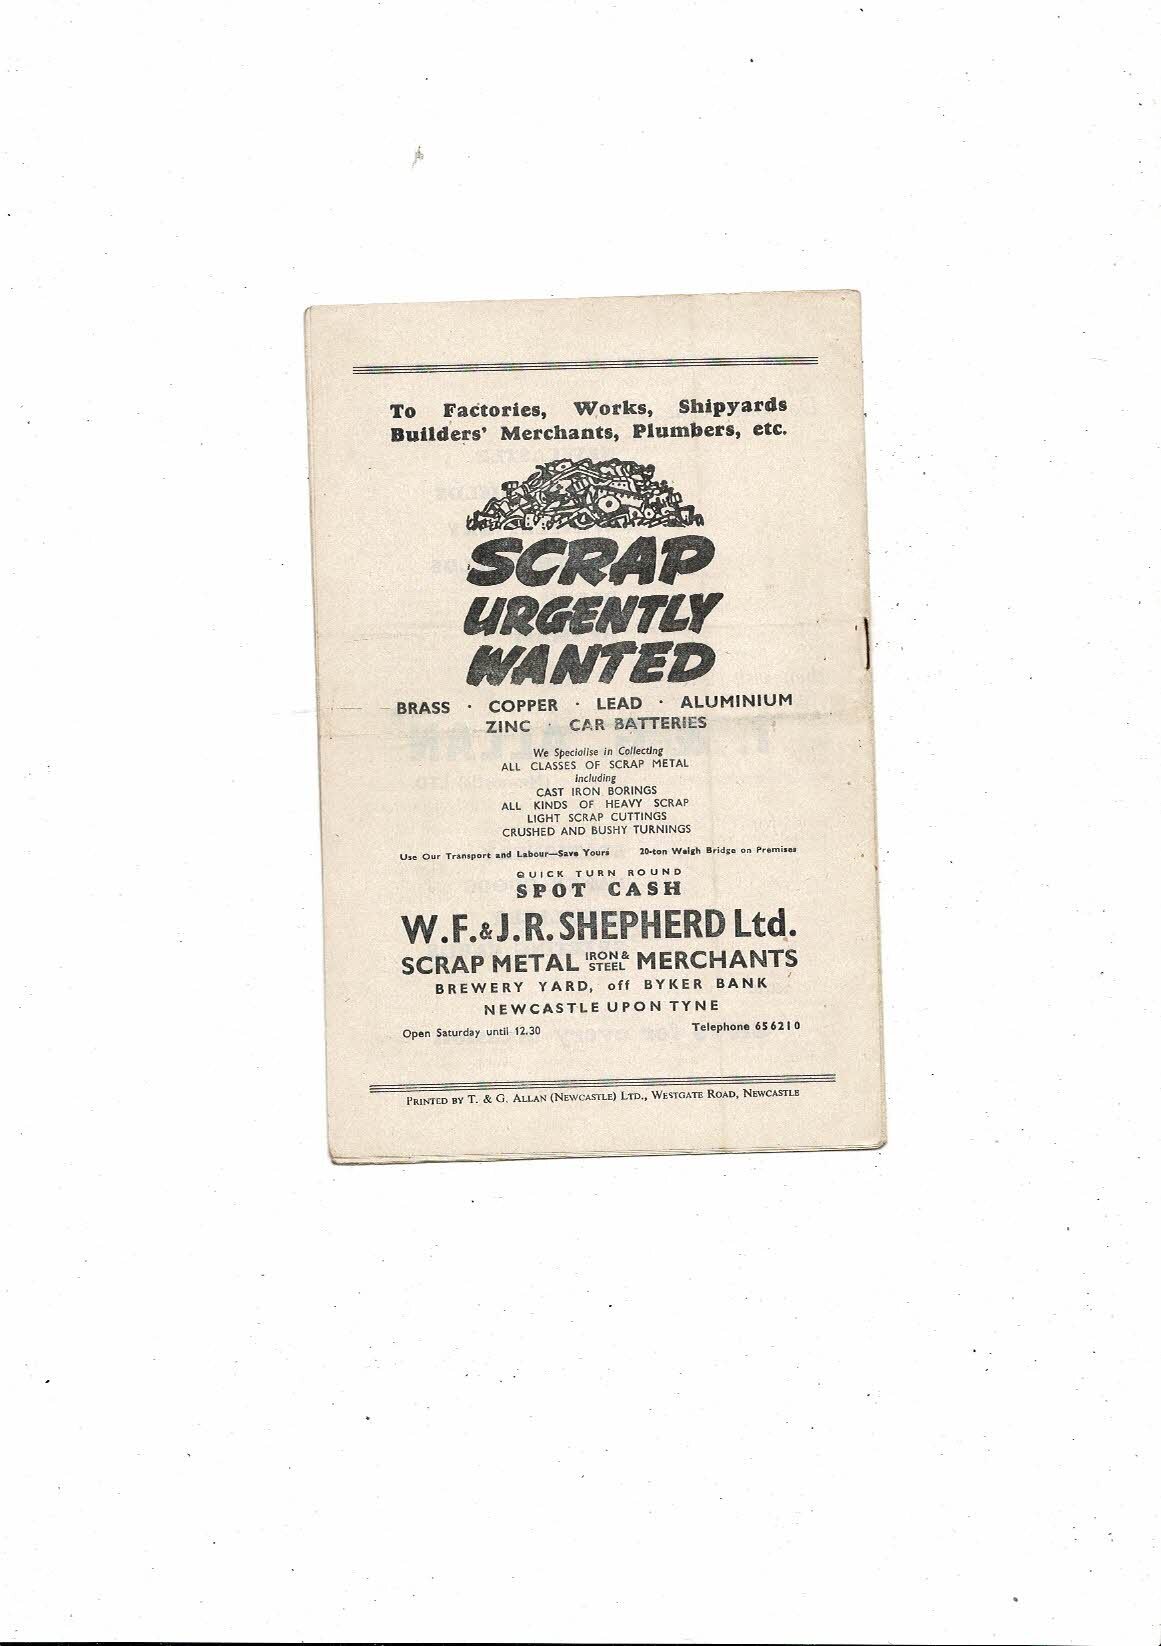 To Factories, Works, Shipyards
Builders' Merchants, Plumbers, etc.
SCRAP
URGENTLY
WANTED
BRASS · COPPER · LEAD · ALUMINIUM
ZINC · CAR BATTERIES
We Specialise in Collecting
ALL CLASSES OF SCRAP METAL
including
CAST IRON BORINGS
ALL KINDS OF HEAVY SCRAP
LIGHT SCRAP CUTTINGS
CRUSHED AND BUSHY TURNINGS
Use Our Transport and Labour—Save Yours 20-ton Weigh Bridge on Premises
QUICK TURN ROUND
SPOT CASH
W.F.&J.R. SHEPHERD Ltd.
SCRAP METAL IRON & STEEL MERCHANTS
BREWERY YARD, off BYKER BANK
NEWCASTLE UPON TYNE
Open Saturday until 12.30 Telephone 656210
PRINTED BY T. & G. ALLAN (NEWCASTLE) LTD., WESTGATE ROAD, NEWCASTLE